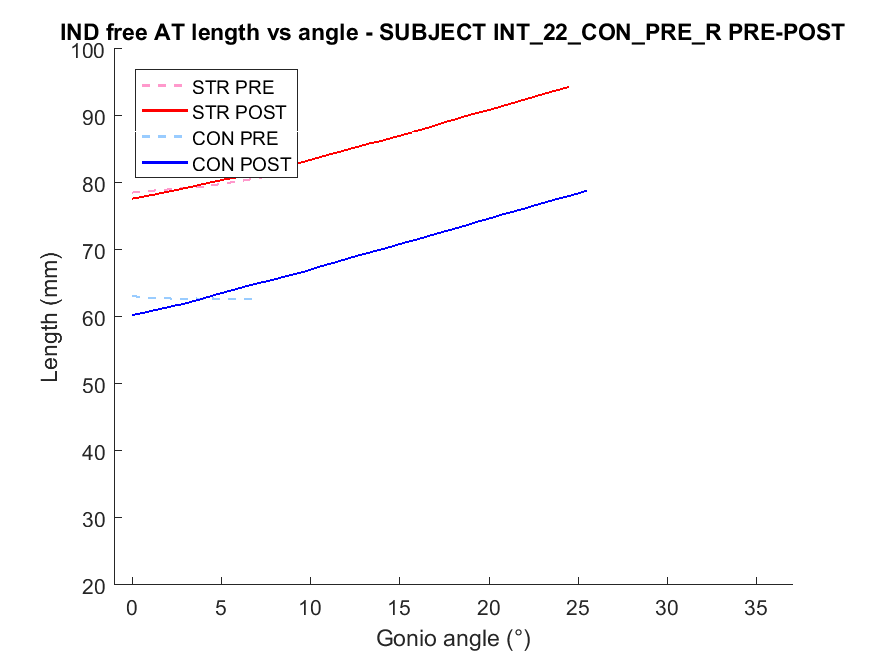 IND free AT length vs angle - SUBJECT INT_22_CON_PRE_R PRE-POST
100
90
80
70
60
50
40
30
20
Length (mm)
STR PRE
STR POST
CON PRE
CON POST
0 5 10 15 20 25 30 35
Gonio angle (°)